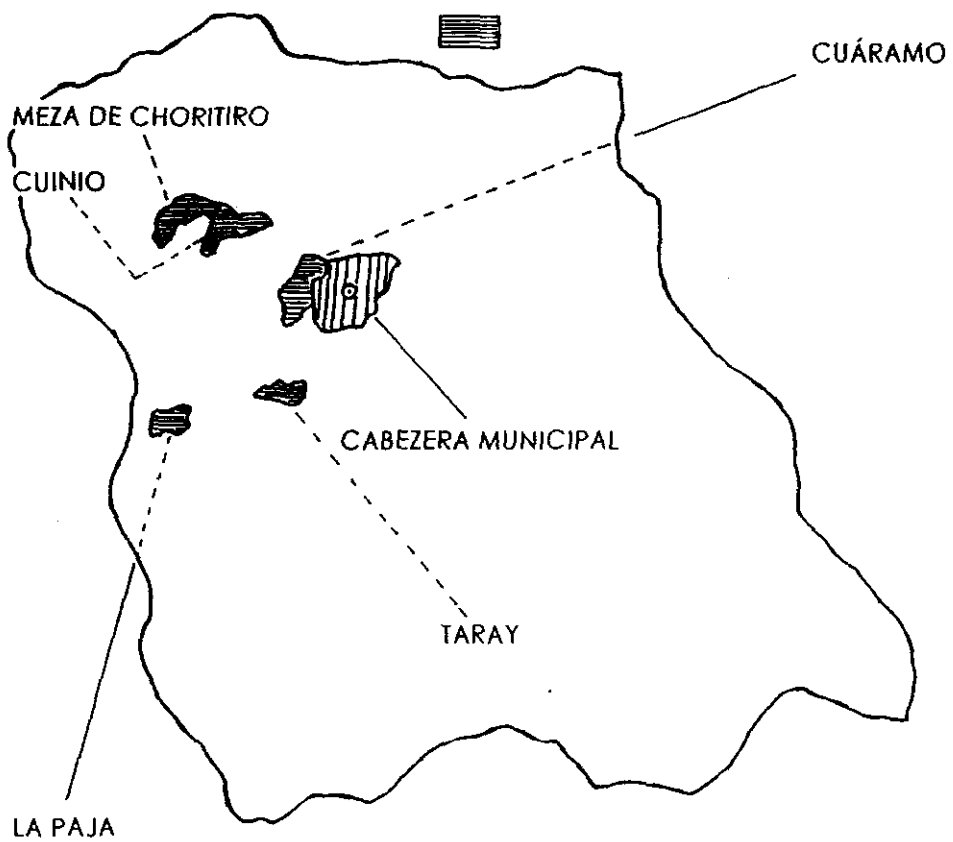 CUÁRAMO
MEZA DE CHORITIRO
CUINIO
CABEZERA MUNICIPAL
TARAY
LA PAJA